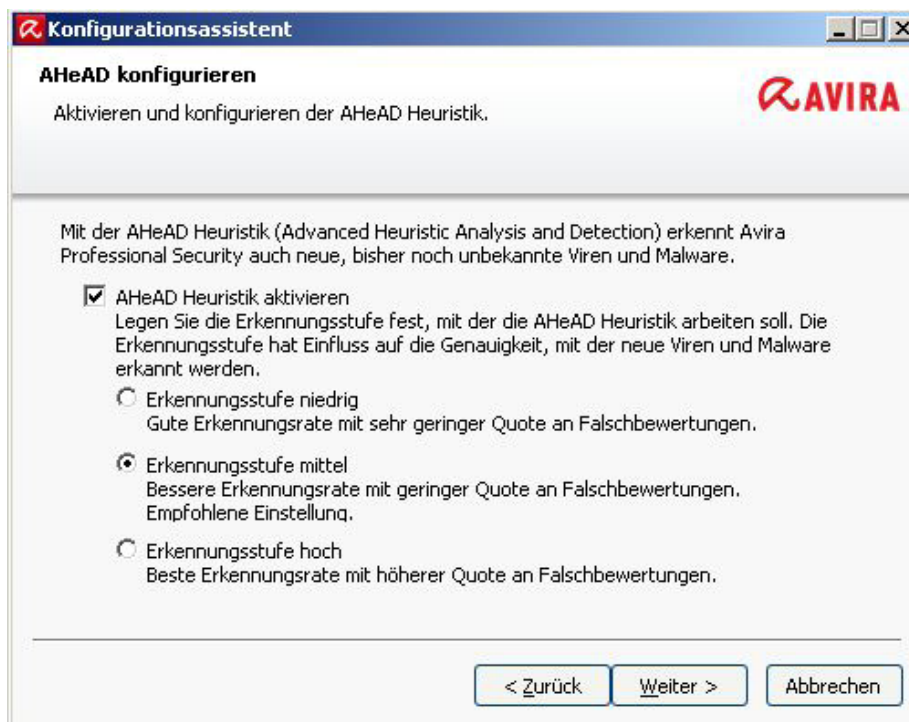 Konfigurationsassistent
AHeAD konfigurieren
Aktivieren und konfigurieren der AHeAD Heuristik.
AVIRA
Mit der AHeAD Heuristik (Advanced Heuristic Analysis and Detection) erkennt Avira
Professional Security auch neue, bisher noch unbekannte Viren und Malware.
AHeAD Heuristik aktivieren
Legen Sie die Erkennungsstufe fest, mit der die AHeAD Heuristik arbeiten soll. Die
Erkennungsstufe hat Einfluss auf die Genauigkeit, mit der neue Viren und Malware
erkannt werden.
Erkennungsstufe niedrig
Gute Erkennungsrate mit sehr geringer Quote an Falschbewertungen.
Erkennungsstufe mittel
Bessere Erkennungsrate mit geringer Quote an Falschbewertungen.
Empfohlene Einstellung.
Erkennungsstufe hoch
Beste Erkennungsrate mit höherer Quote an Falschbewertungen.
< Zurück
Weiter >
Abbrechen